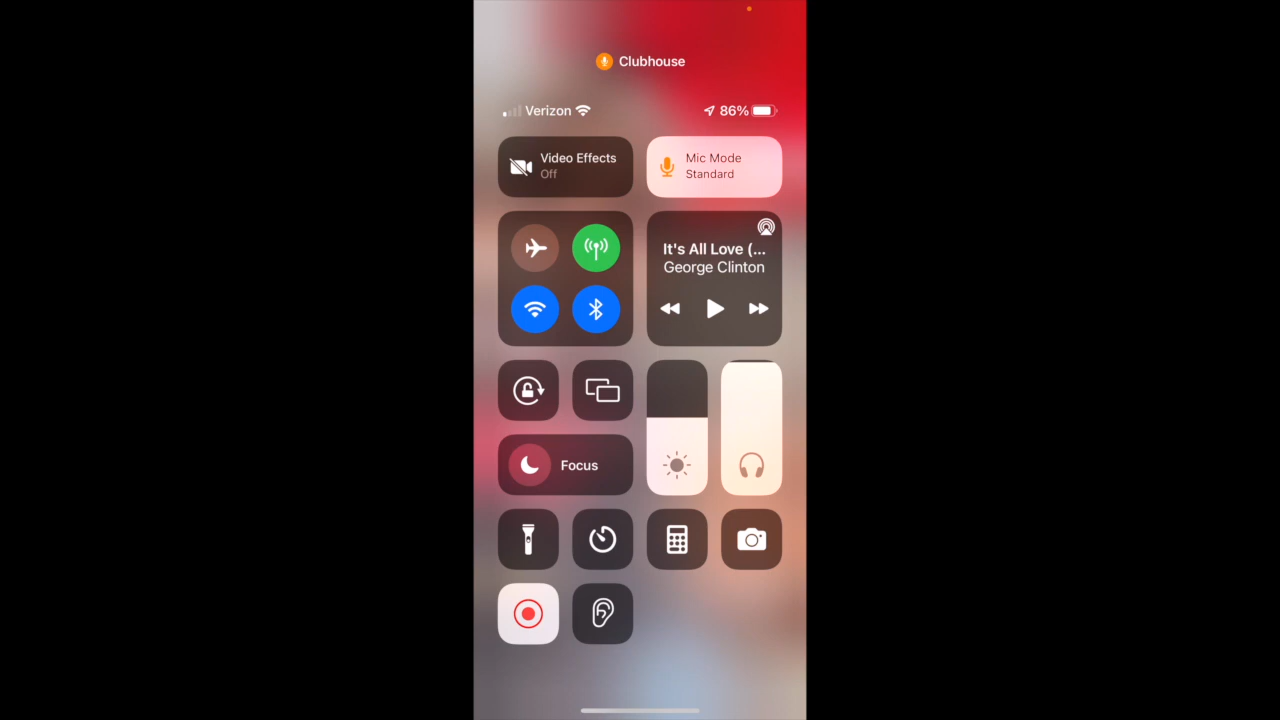 Clubhouse
Verizon 86%
Video Effects
Off
Mic Mode
Standard
It's All Love (...
George Clinton
Focus